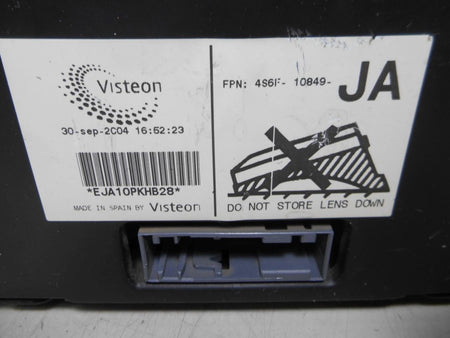 Visteon
30-sep-2004 16:52:23
*EJA10PKHB28*
MADE IN SPAIN BY Visteon
FPN: 4S6F- 10849- JA
DO NOT STORE LENS DOWN